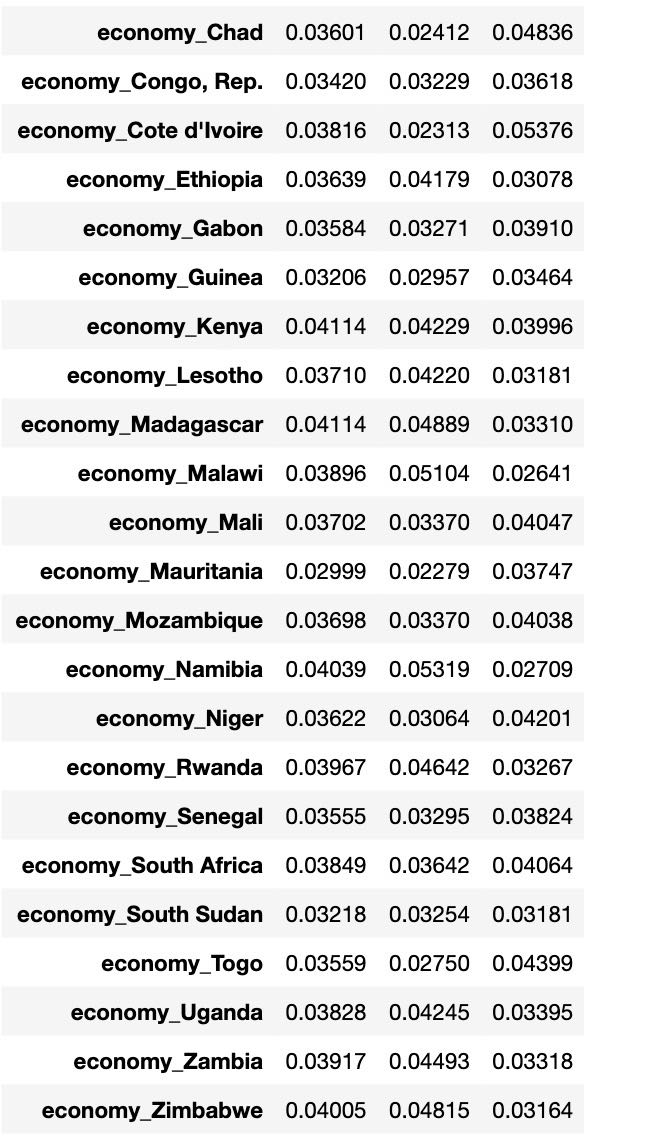 economy_Chad 0.03601 0.02412 0.04836
economy_Congo, Rep. 0.03420 0.03229 0.03618
economy_Cote d'Ivoire 0.03816 0.02313 0.05376
economy_Ethiopia 0.03639 0.04179 0.03078
economy_Gabon 0.03584 0.03271 0.03910
economy_Guinea 0.03206 0.02957 0.03464
economy_Kenya 0.04114 0.04229 0.03996
economy_Lesotho 0.03710 0.04220 0.03181
economy_Madagascar 0.04114 0.04889 0.03310
economy_Malawi 0.03896 0.05104 0.02641
economy_Mali 0.03702 0.03370 0.04047
economy_Mauritania 0.02999 0.02279 0.03747
economy_Mozambique 0.03698 0.03370 0.04038
economy_Namibia 0.04039 0.05319 0.02709
economy_Niger 0.03622 0.03064 0.04201
economy_Rwanda 0.03967 0.04642 0.03267
economy_Senegal 0.03555 0.03295 0.03824
economy_South Africa 0.03849 0.03642 0.04064
economy_South Sudan 0.03218 0.03254 0.03181
economy_Togo 0.03559 0.02750 0.04399
economy_Uganda 0.03828 0.04245 0.03395
economy_Zambia 0.03917 0.04493 0.03318
economy_Zimbabwe 0.04005 0.04815 0.03164